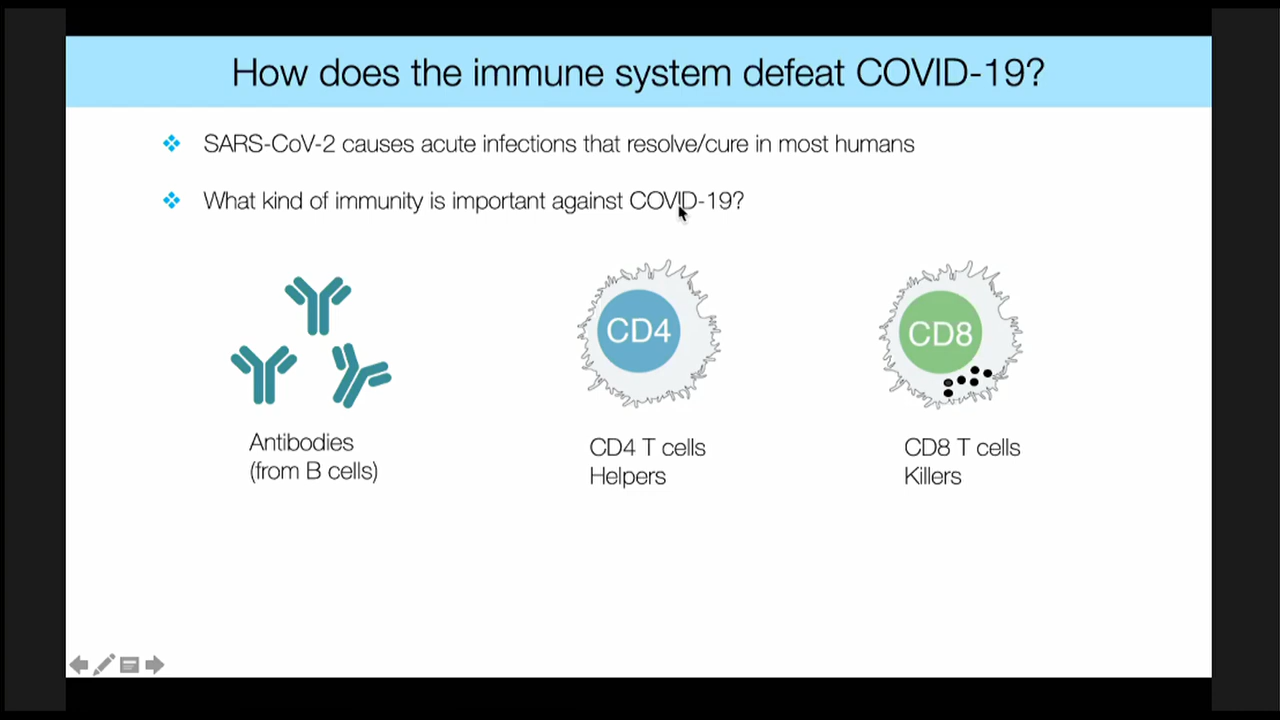 How does the immune system defeat COVID-19?
SARS-CoV-2 causes acute infections that resolve/cure in most humans
What kind of immunity is important against COVID-19?
CD4
CD8
Antibodies
(from B cells)
CD4 T cells
Helpers
CD8 T cells
Killers